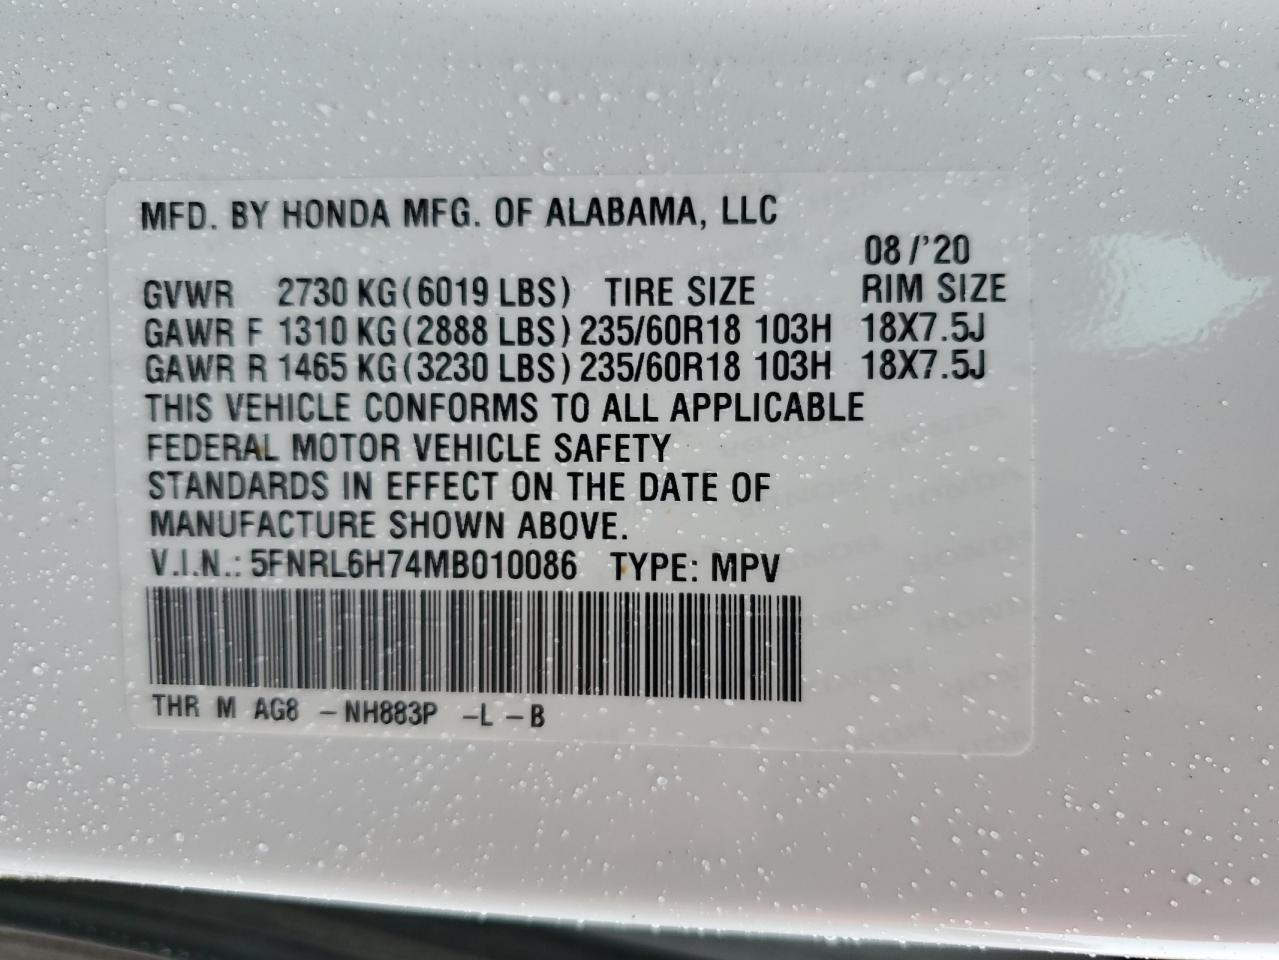 MFD. BY HONDA MFG. OF ALABAMA, LLC
08/'20
GVWR 2730 KG(6019 LBS) TIRE SIZE RIM SIZE
GAWR F 1310 KG(2888 LBS) 235/60R18 103H 18X7.5J
GAWR R 1465 KG(3230 LBS) 235/60R18 103H 18X7.5J
THIS VEHICLE CONFORMS TO ALL APPLICABLE
FEDERAL MOTOR VEHICLE SAFETY
STANDARDS IN EFFECT ON THE DATE OF
MANUFACTURE SHOWN ABOVE.
V.I.N.: 5FNRL6H74MB010086 TYPE: MPV
THR M AG8 -NH883P -L -B